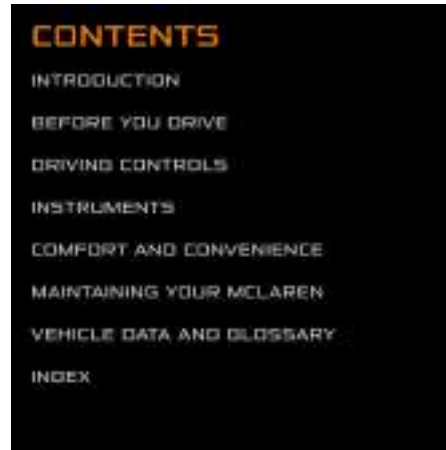 CONTENTS
INTRODUCTION
BEFORE YOU DRIVE
DRIVING CONTROLS
INSTRUMENTS
COMFORT AND CONVENIENCE
MAINTAINING YOUR MCLAREN
VEHICLE DATA AND GLOSSARY
INDEX